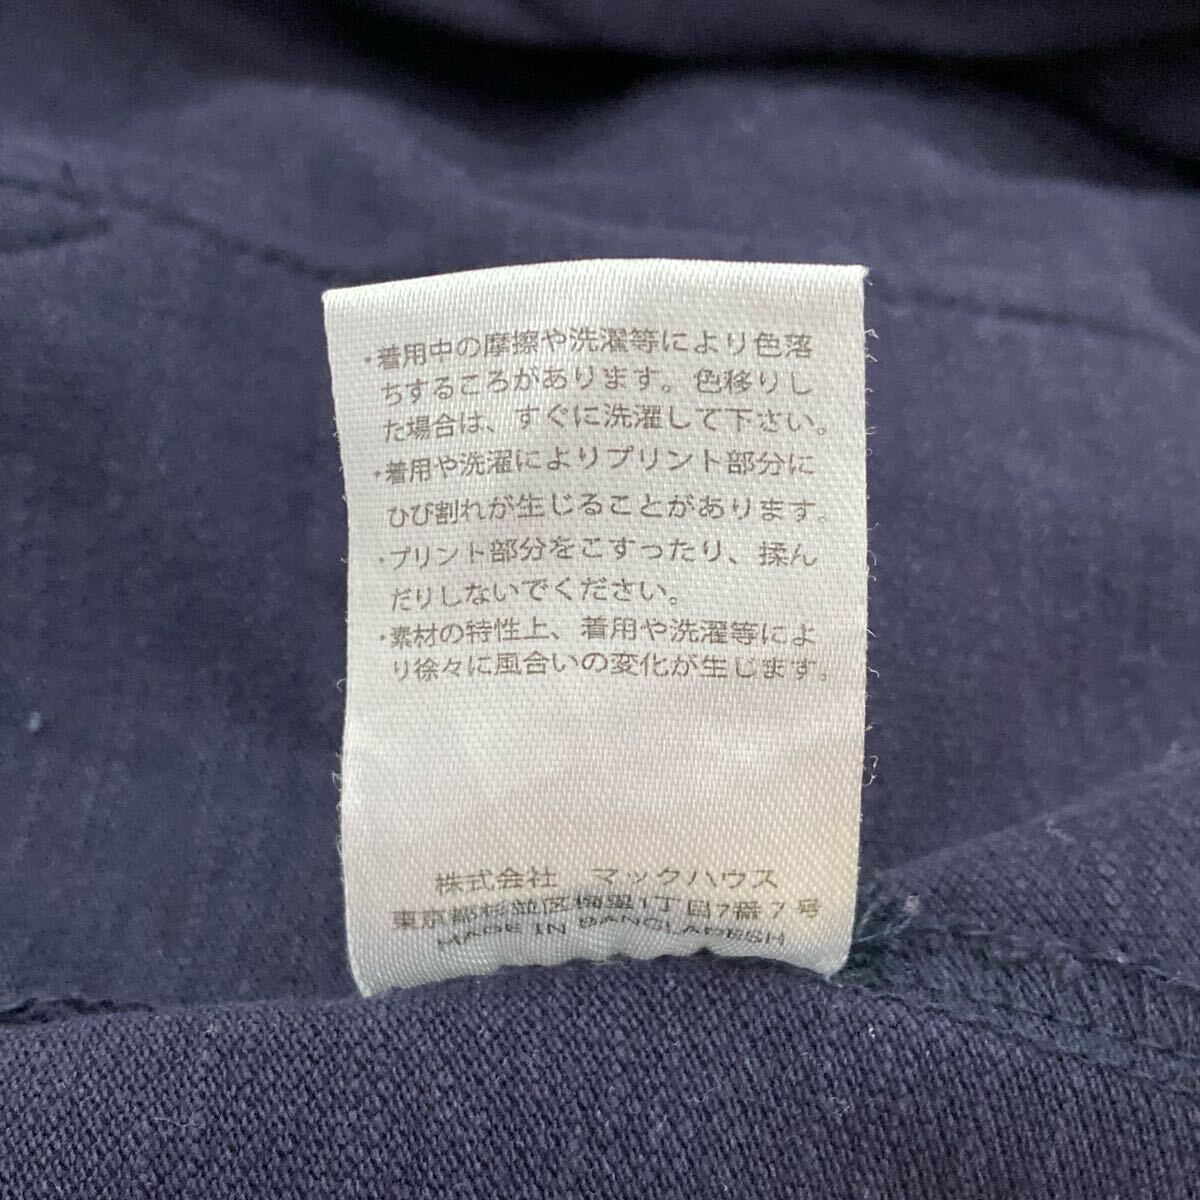 ・着用中の摩擦や洗濯等により色落
ちするころがあります。色移りし
た場合は、すぐに洗濯して下さい。
・着用や洗濯によりプリント部分に
ひび割れが生じることがあります。
・プリント部分をこすったり、揉ん
だりしないでください。
・素材の特性上、着用や洗濯等によ
り徐々に風合いの変化が生じます。
株式会社 マックハウス
東京都杉並区梅里1丁目7番7号
MADE IN BANGLADESH